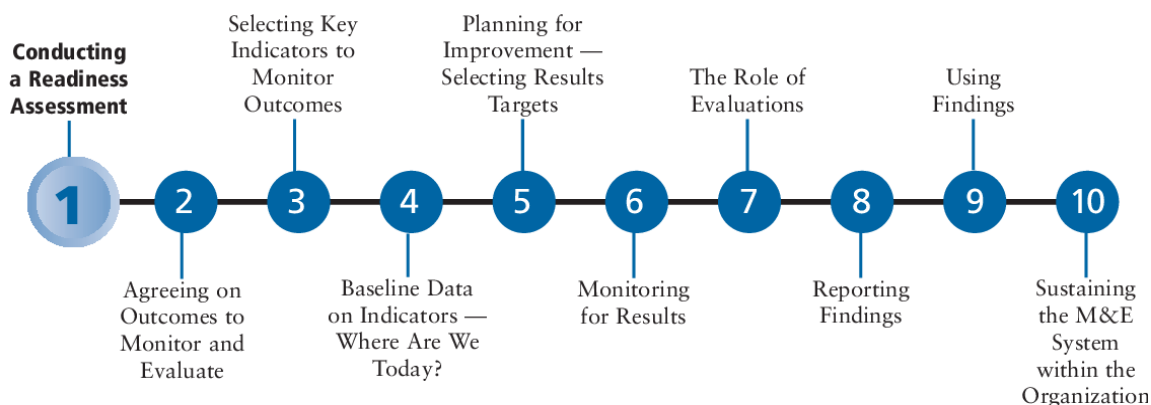 Conducting
a Readiness
Assessment
1
2
Agreeing on
Outcomes to
Monitor and
Evaluate
Selecting Key
Indicators to
Monitor
Outcomes
3
4
Baseline Data
on Indicators —
Where Are We
Today?
Planning for
Improvement —
Selecting Results
Targets
5
6
Monitoring
for Results
The Role of
Evaluations
7
8
Reporting
Findings
Using
Findings
9
10
Sustaining
the M&E
System
within the
Organization